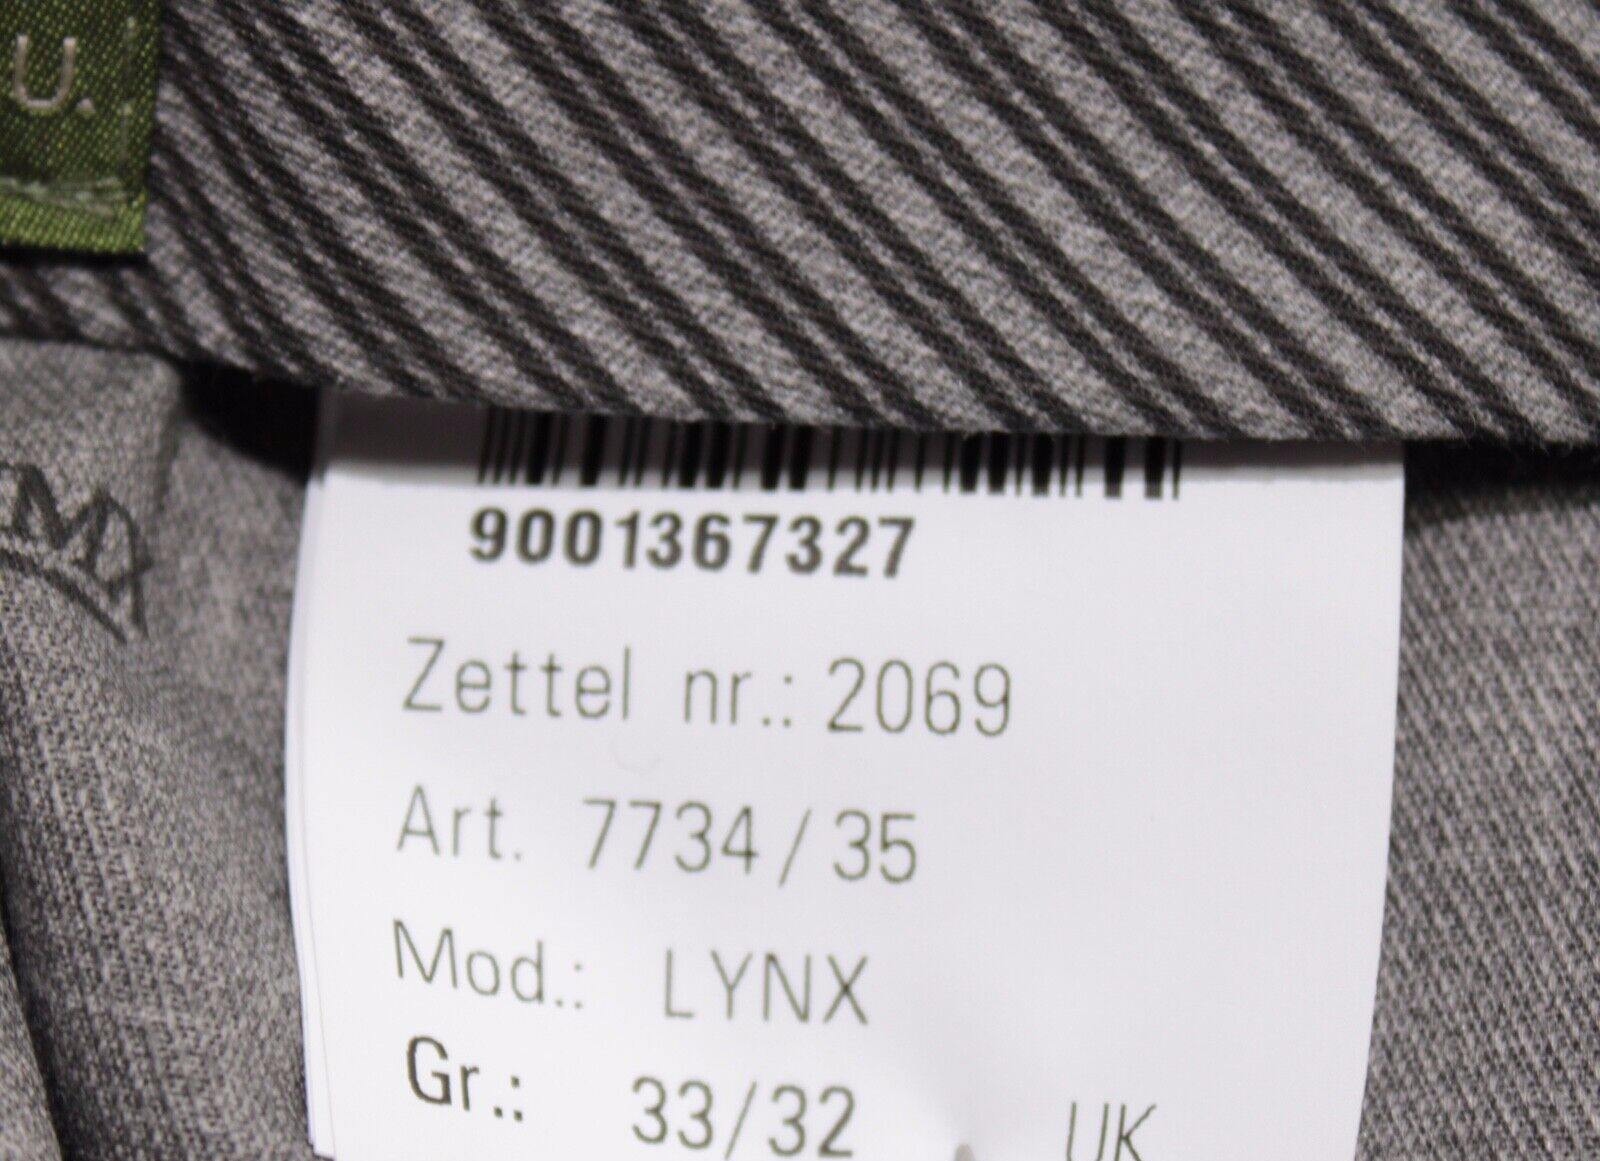 U.
9001367327
Zettel nr.: 2069
Art. 7734/35
Mod.: LYNX
Gr.: 33/32 UK